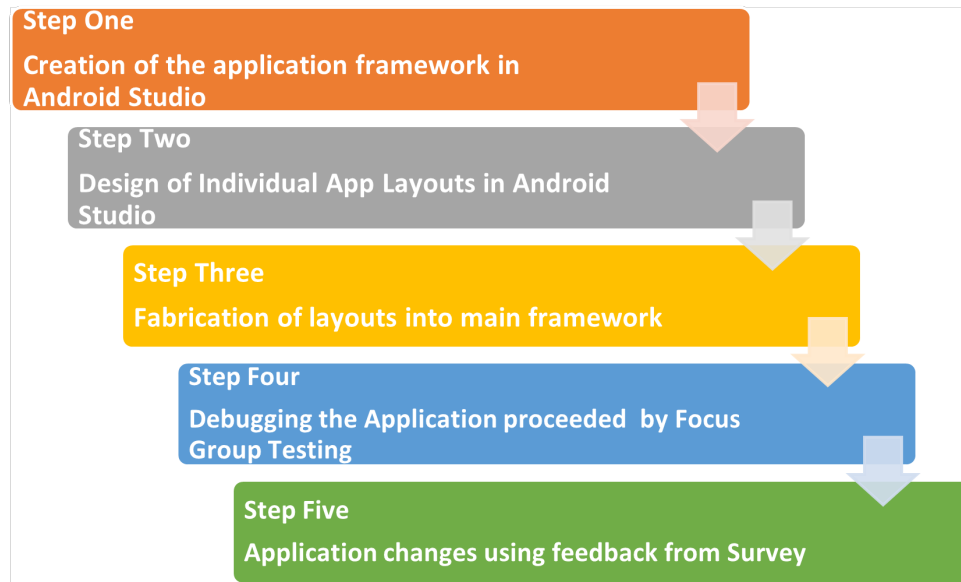 Step One
Creation of the application framework in
Android Studio
Step Two
Design of Individual App Layouts in Android
Studio
Step Three
Fabrication of layouts into main framework
Step Four
Debugging the Application proceeded  by Focus
Group Testing
Step Five
Application changes using feedback from Survey